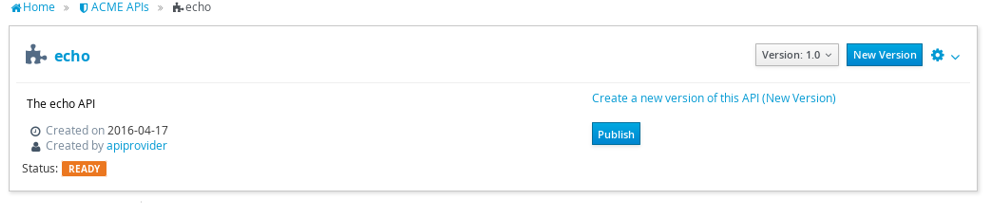 Home » ACME APIs » echo
echo
Version: 1.0
New Version
The echo API
Create a new version of this API (New Version)
Created on 2016-04-17
Publish
Created by apiprovider
Status: READY